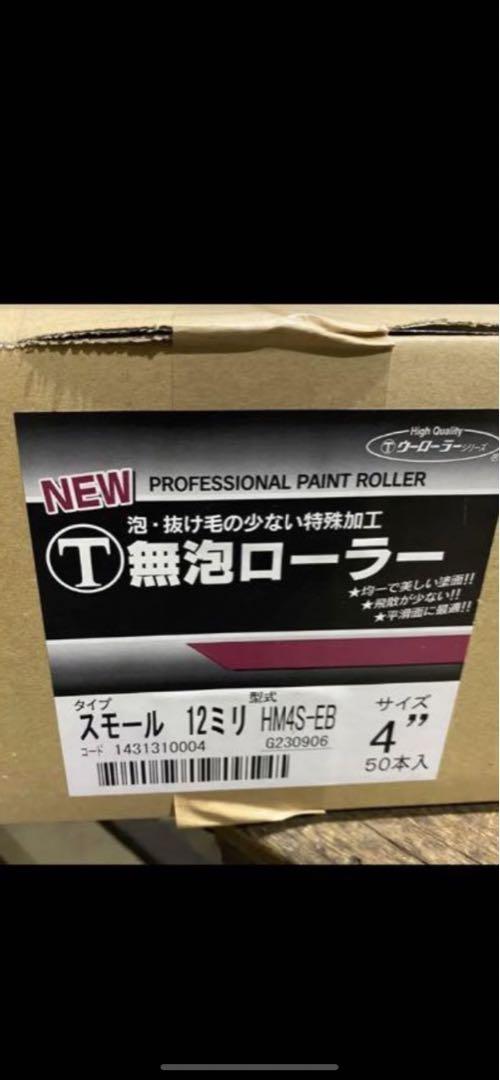 High Quality
Ⓣウーローラーシリーズ
®
NEW PROFESSIONAL PAINT ROLLER
泡・抜け毛の少ない特殊加工
Ⓣ無泡ローラー
★均一で美しい塗面!!
★飛散が少ない!!
★平滑面に最適!!
タイプ 型式 サイズ
スモール 12ミリ HM4S-EB 4”
コード 1431310004 G230906 50本入